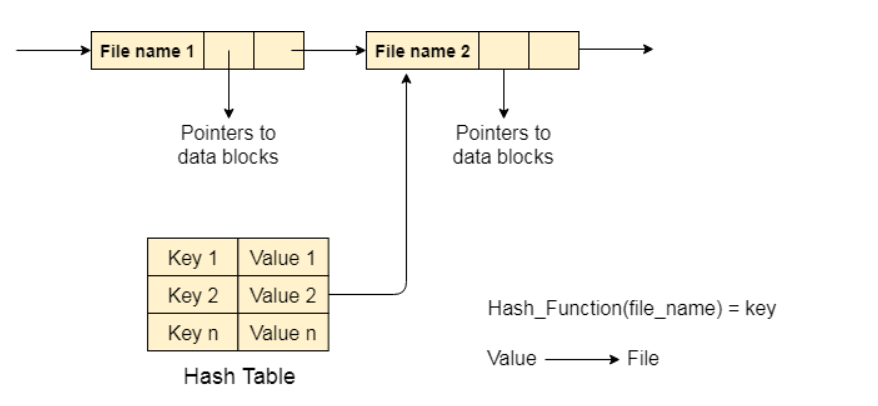 File name 1
File name 2
Pointers to
data blocks
Pointers to
data blocks
Key 1 Value 1
Key 2 Value 2
Key n Value n
Hash Table
Hash_Function(file_name) = key
Value File